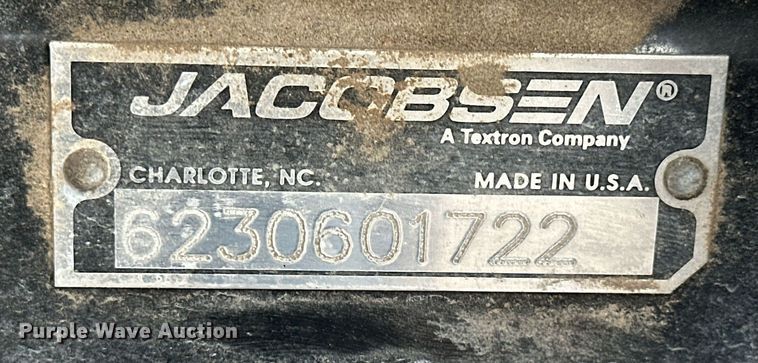 JACOBSEN®
A Textron Company
CHARLOTTE, NC. MADE IN U.S.A.
6230601722
Purple Wave Auction